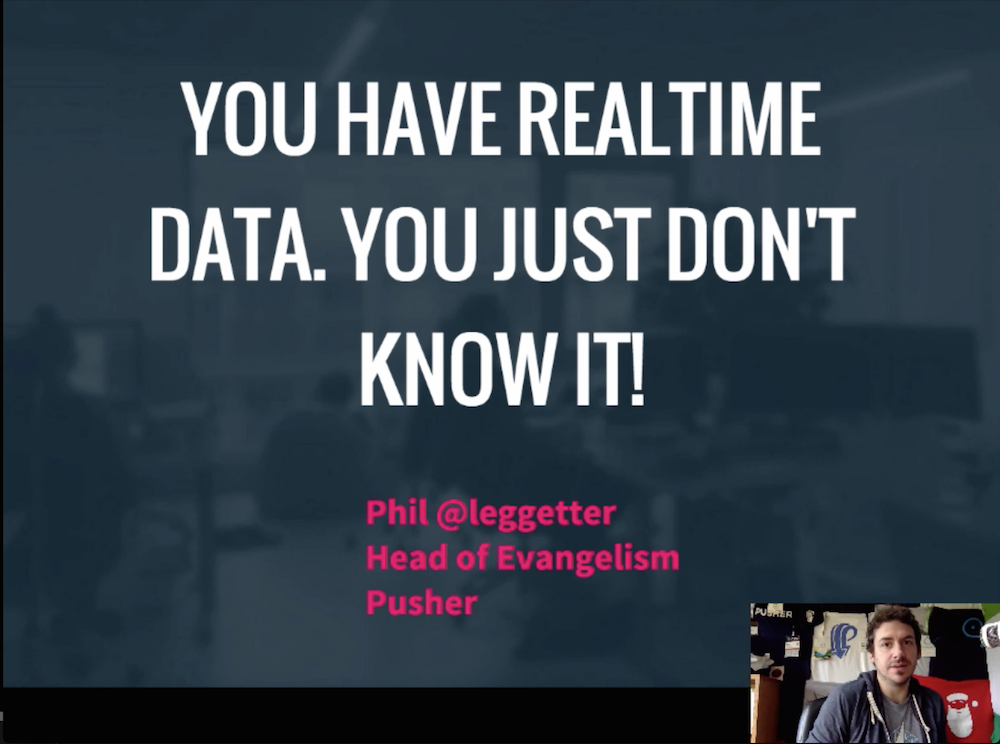 YOU HAVE REALTIME
DATA. YOU JUST DON'T
KNOW IT!
Phil @leggetter
Head of Evangelism
Pusher
PUSHER